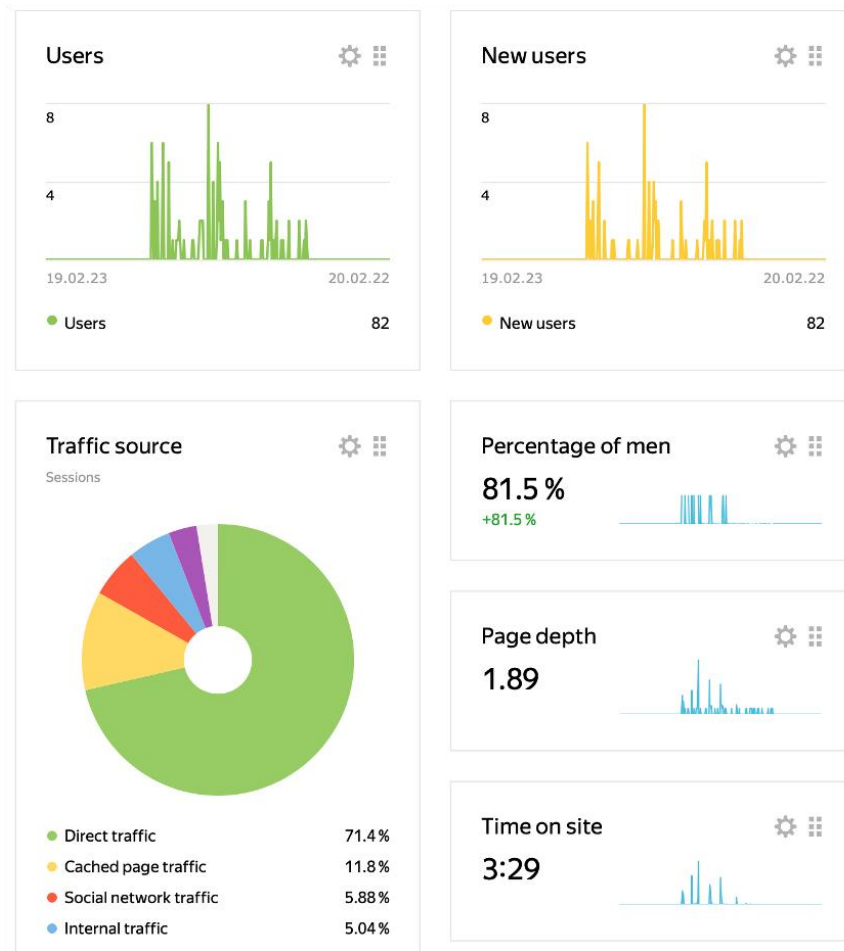 Users
8
4
19.02.23 20.02.22
Users 82
New users
8
4
19.02.23 20.02.22
New users 82
Traffic source
Sessions
Direct traffic 71.4 %
Cached page traffic 11.8 %
Social network traffic 5.88 %
Internal traffic 5.04 %
Percentage of men
81.5 %
+81.5 %
Page depth
1.89
Time on site
3:29